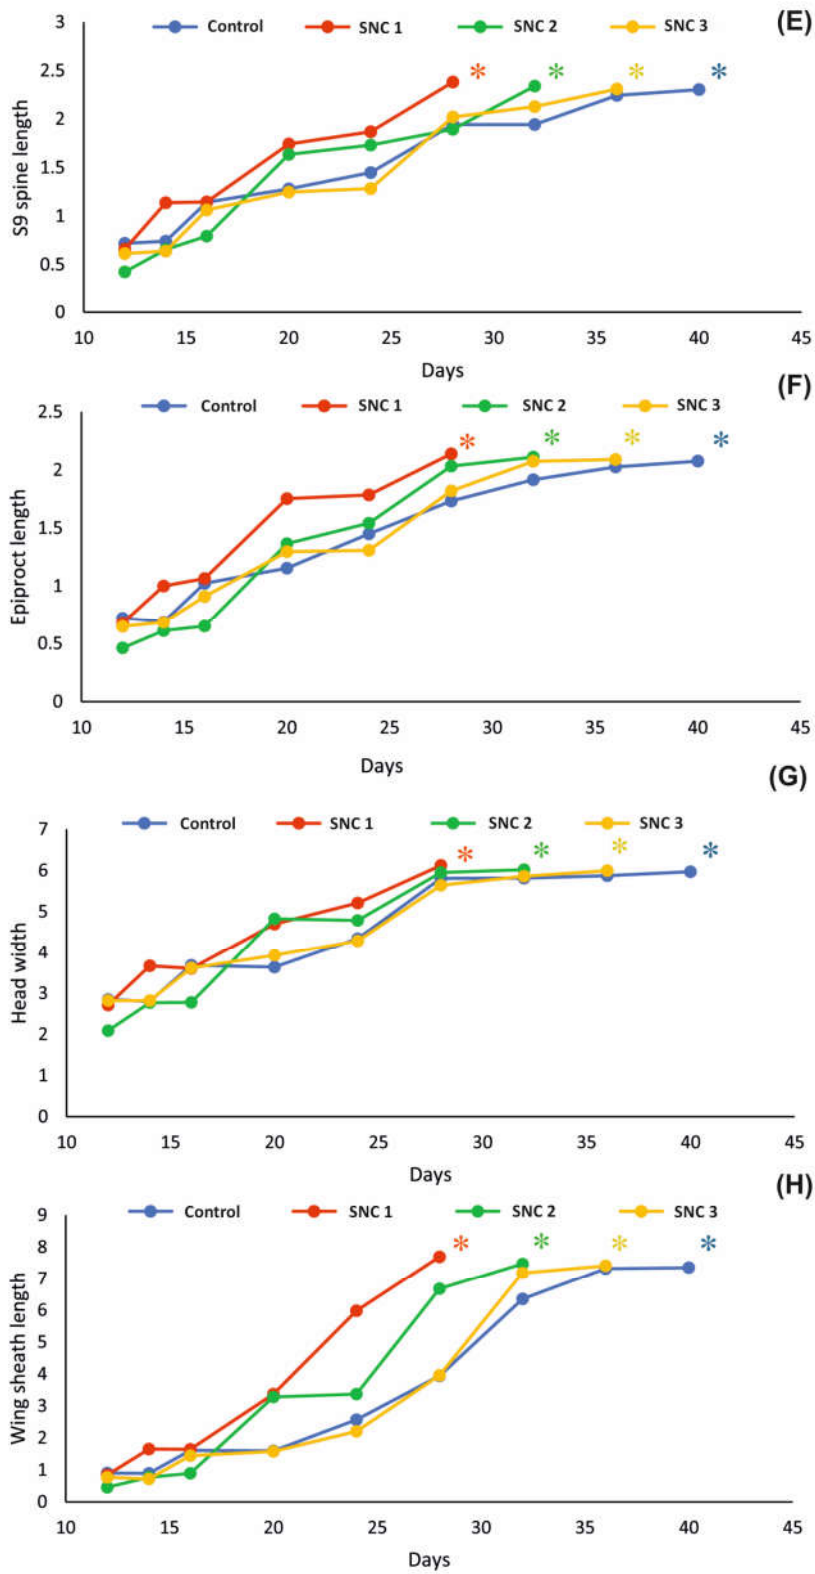 (E)
Control SNC 1 SNC 2 SNC 3
3
2.5
2
1.5
1
0.5
0
S9 spine length
10 15 20 25 30 35 40 45
Days
(F)
Control SNC 1 SNC 2 SNC 3
2.5
2
1.5
1
0.5
0
Epiproct length
10 15 20 25 30 35 40 45
Days
(G)
Control SNC 1 SNC 2 SNC 3
7
6
5
4
3
2
1
0
Head width
10 15 20 25 30 35 40 45
Days
(H)
Control SNC 1 SNC 2 SNC 3
9
8
7
6
5
4
3
2
1
0
Wing sheath length
10 15 20 25 30 35 40 45
Days